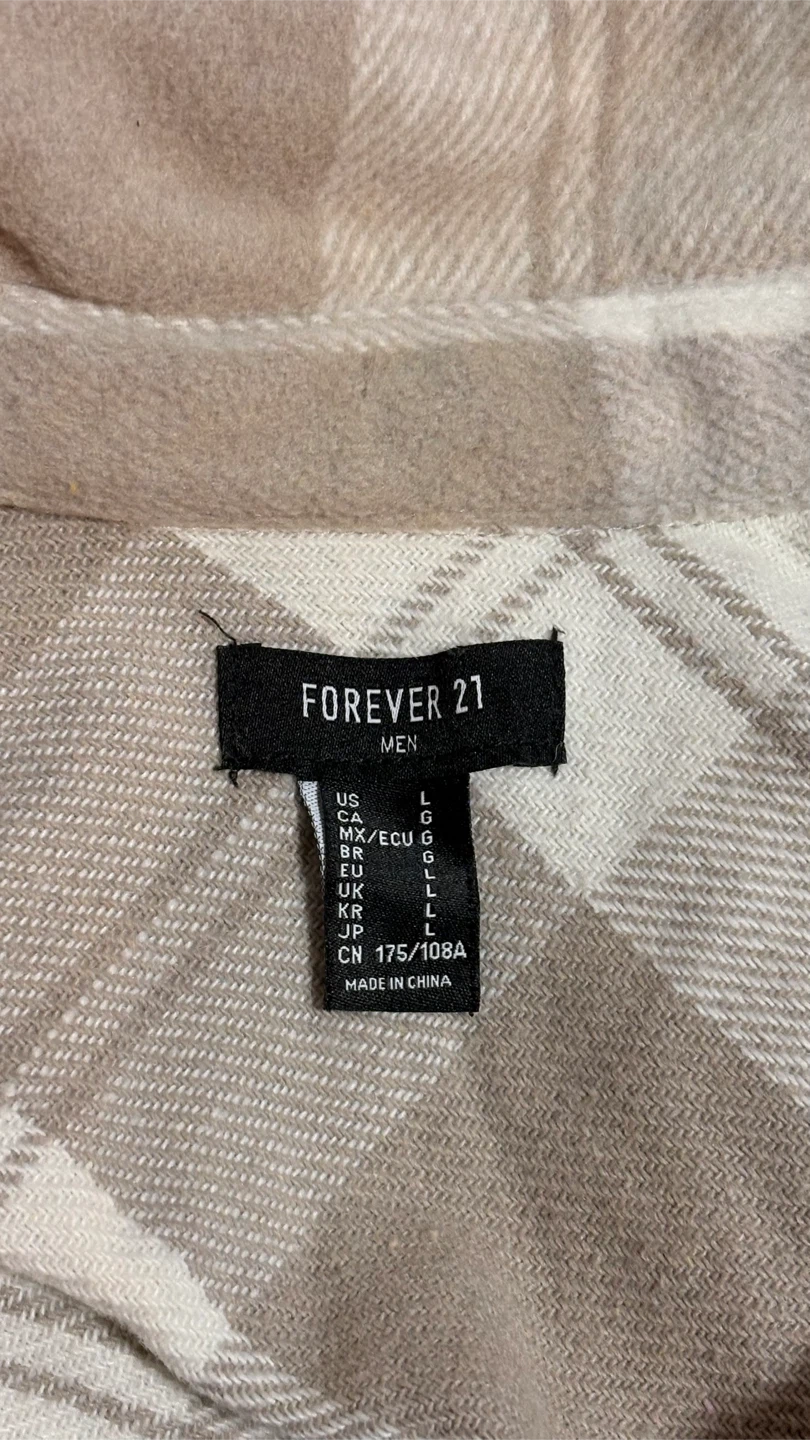 FOREVER 21
MEN
US L
CA G
MX/ECU G
BR G
EU L
UK L
KR L
JP L
CN 175/108A
MADE IN CHINA